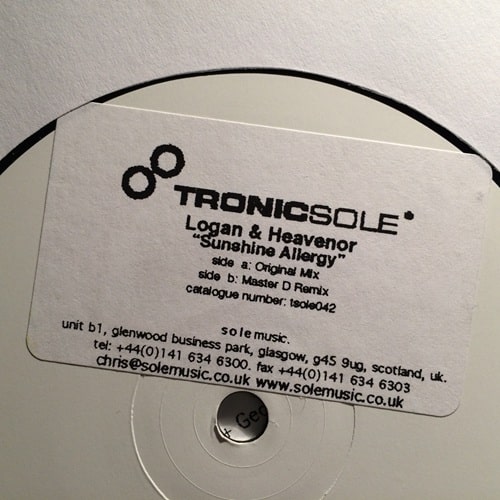 TRONICSOLE
Logan & Heavenor
"Sunshine Allergy"
side a: Original Mix
side b: Master D Remix
catalogue number: tsole042
solemusic.
unit b1, glenwood business park, glasgow, g45 9ug, scotland, uk.
tel: +44(0)141 634 6300. fax +44(0)141 634 6303
chris@solemusic.co.uk www.solemusic.co.uk